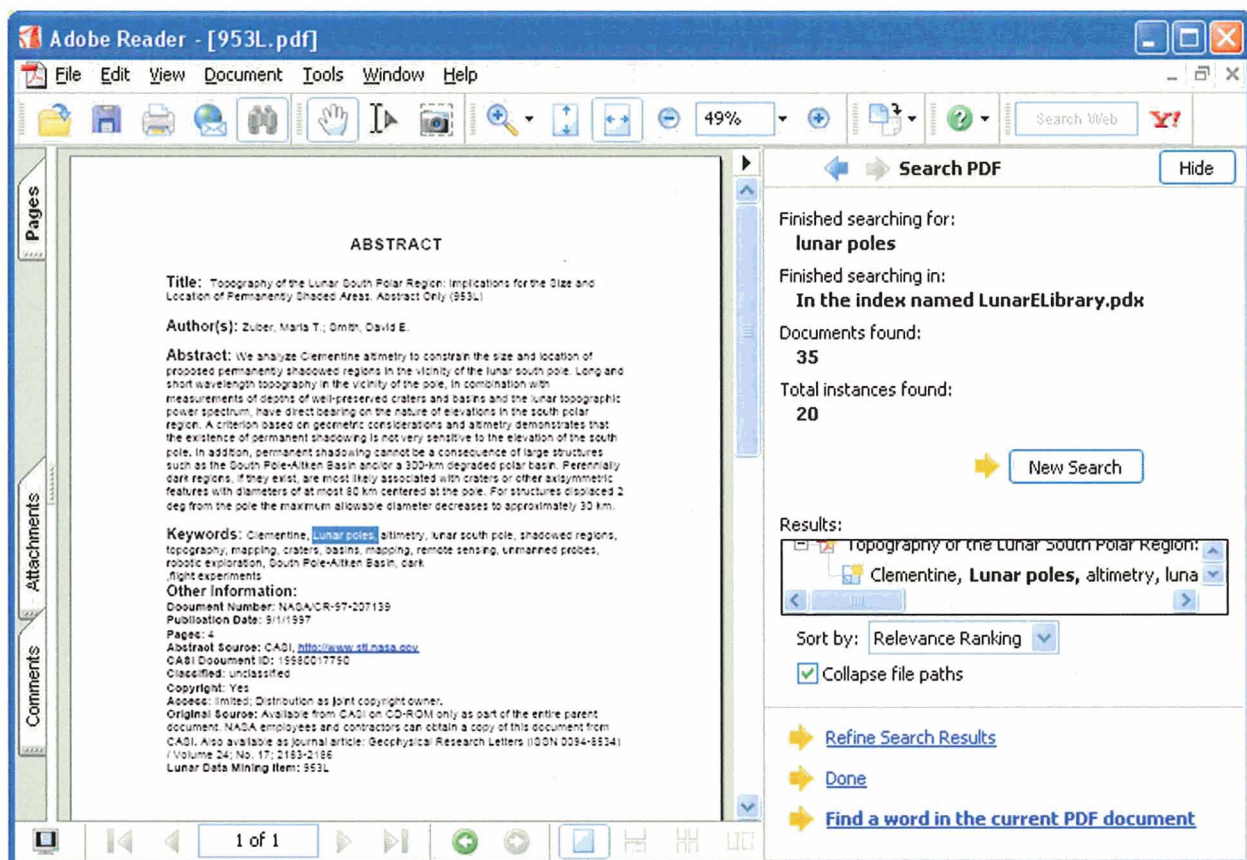 Adobe Reader - [953L.pdf]
File Edit View Document Tools Window Help
49%
Search Web
Y!
Pages
Attachments
Comments
ABSTRACT
Title: Topography of the Lunar South Polar Region: Implications for the Size and
Location of Permanently Shaded Areas. Abstract Only (953L)
Author(s): Zuber, Maria T.; Smith, David E.
Abstract: We analyze Clementine altimetry to constrain the size and location of
proposed permanently shadowed regions in the vicinity of the lunar south pole. Long and
short wavelength topography in the vicinity of the pole, in combination with
measurements of depths of well-preserved craters and basins and the lunar topographic
power spectrum, have direct bearing on the nature of elevations in the south polar
region. A criterion based on geometric considerations and altimetry demonstrates that
the existence of permanent shadowing is not very sensitive to the elevation of the south
pole. In addition, permanent shadowing cannot be a consequence of large structures
such as the South Pole-Aitken Basin and/or a 300-km degraded polar basin. Perennially
dark regions, if they exist, are most likely associated with craters or other axisymmetric
features with diameters of at most 80 km centered at the pole. For structures displaced 2
deg from the pole the maximum allowable diameter decreases to approximately 30 km.
Keywords: Clementine, Lunar poles, altimetry, lunar south pole, shadowed regions,
topography, mapping, craters, basins, mapping, remote sensing, unmanned probes,
robotic exploration, South Pole-Aitken Basin, dark
,flight experiments
Other Information:
Document Number: NASA/CR-97-207139
Publication Date: 9/1/1997
Pages: 4
Abstract Source: CASI, http://www.sti.nasa.gov
CASI Document ID: 19980017790
Classified: unclassified
Copyright: Yes
Access: limited; Distribution as joint copyright owner.
Original Source: Available from CASI on CD-ROM only as part of the entire parent
document. NASA employees and contractors can obtain a copy of this document from
CASI. Also available as journal article: Geophysical Research Letters (ISSN 0094-8534)
/ Volume 24; No. 17; 2183-2186
Lunar Data Mining Item: 953L
1 of 1
Search PDF
Hide
Finished searching for:
lunar poles
Finished searching in:
In the index named LunarELibrary.pdx
Documents found:
35
Total instances found:
20
New Search
Results:
Topography of the Lunar South Polar Region:
Clementine, Lunar poles, altimetry, luna
Sort by: Relevance Ranking
Collapse file paths
Refine Search Results
Done
Find a word in the current PDF document